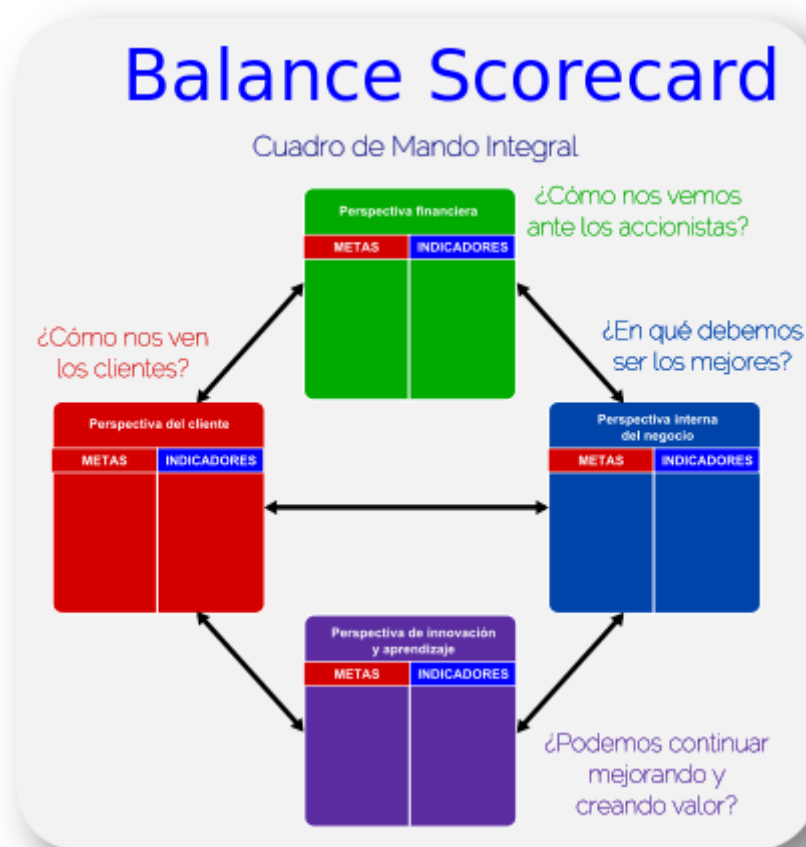 Balance Scorecard
Cuadro de Mando Integral
Perspectiva financiera
METAS INDICADORES
¿Cómo nos vemos
ante los accionistas?
¿Cómo nos ven
los clientes?
¿En qué debemos
ser los mejores?
Perspectiva del cliente
METAS INDICADORES
Perspectiva interna
del negocio
METAS INDICADORES
Perspectiva de innovación
y aprendizaje
METAS INDICADORES
¿Podemos continuar
mejorando y
creando valor?